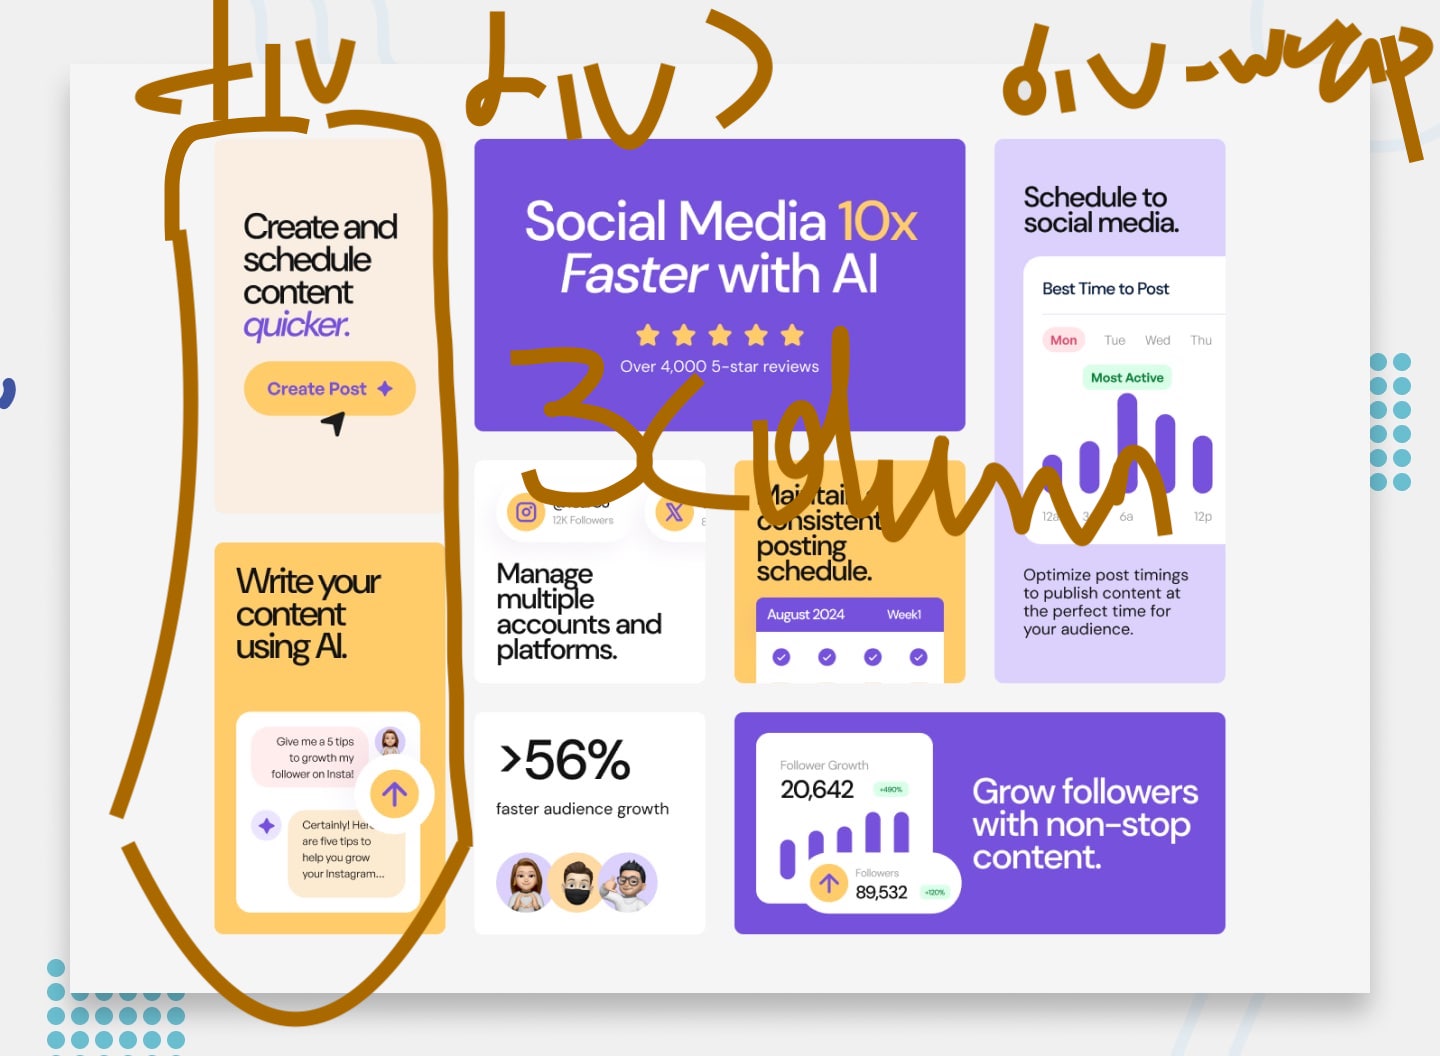 div div div-wrap
Create and
schedule
content
quicker.
Create Post
Social Media 10x
Faster with AI
Over 4,000 5-star reviews
3 Column
Schedule to
social media.
Best Time to Post
Mon Tue Wed Thu
Most Active
6a 12p
Optimize post timings
to publish content at
the perfect time for
your audience.
Write your
content
using AI.
Give me a 5 tips
to growth my
follower on Insta!
Certainly! Here
are five tips to
help you grow
your Instagram...
12K Followers
Manage
multiple
accounts and
platforms.
Maintain
consistent
posting
schedule.
August 2024 Week1
>56%
faster audience growth
Follower Growth
20,642 +490%
Followers
89,532 +120%
Grow followers
with non-stop
content.